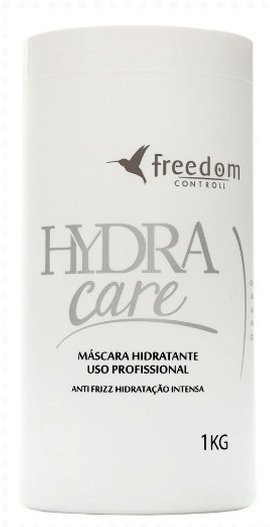 freedom
CONTROLL
HYDRA
care
MÁSCARA HIDRATANTE
USO PROFISSIONAL
ANTI FRIZZ HIDRATAÇÃO INTENSA
1KG